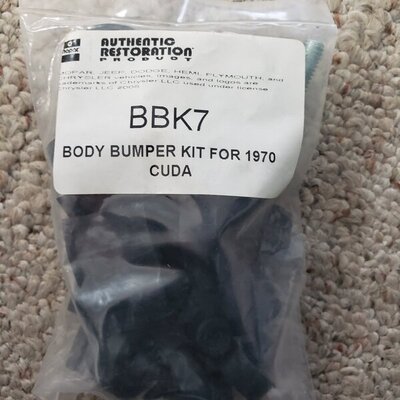 AUTHENTIC
RESTORATION®
PRODUCT
MOPAR, JEEP, DODGE, HEMI, PLYMOUTH, and
CHRYSLER vehicles, images, and logos are
trademarks of Chrysler LLC used under license
Chrysler LLC 2008
BBK7
BODY BUMPER KIT FOR 1970
CUDA